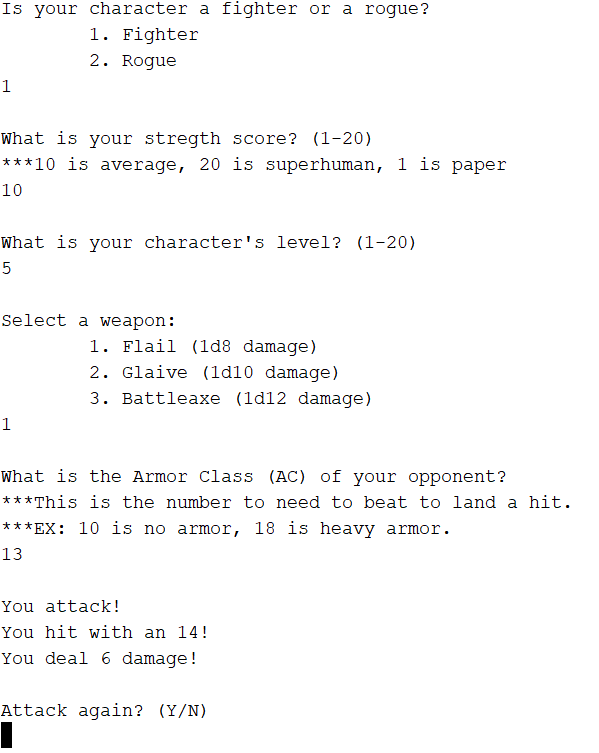 Is your character a fighter or a rogue?
1. Fighter
2. Rogue
1
What is your stregth score? (1-20)
***10 is average, 20 is superhuman, 1 is paper
10
What is your character's level? (1-20)
5
Select a weapon:
1. Flail (1d8 damage)
2. Glaive (1d10 damage)
3. Battleaxe (1d12 damage)
1
What is the Armor Class (AC) of your opponent?
***This is the number to need to beat to land a hit.
***EX: 10 is no armor, 18 is heavy armor.
13
You attack!
You hit with an 14!
You deal 6 damage!
Attack again? (Y/N)